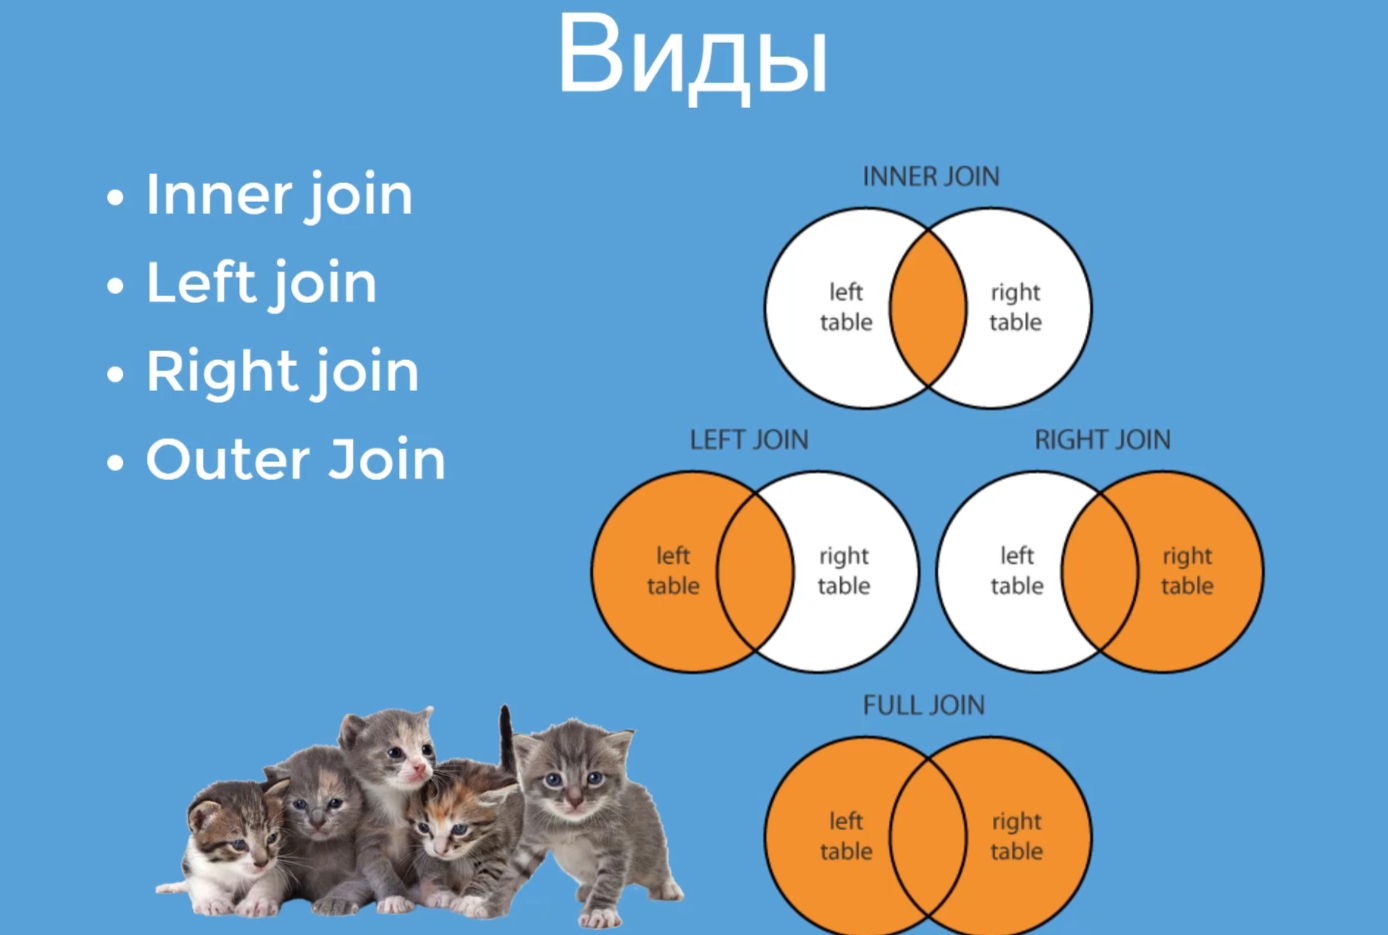 Виды
• Inner join
• Left join
• Right join
• Outer Join
INNER JOIN
left
table
right
table
LEFT JOIN
left
table
right
table
RIGHT JOIN
left
table
right
table
FULL JOIN
left
table
right
table